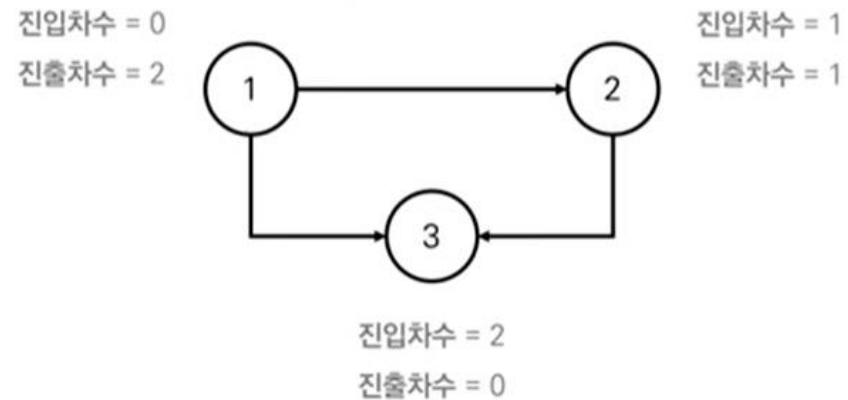 진입차수 = 0
진출차수 = 2
1
2
진입차수 = 1
진출차수 = 1
3
진입차수 = 2
진출차수 = 0